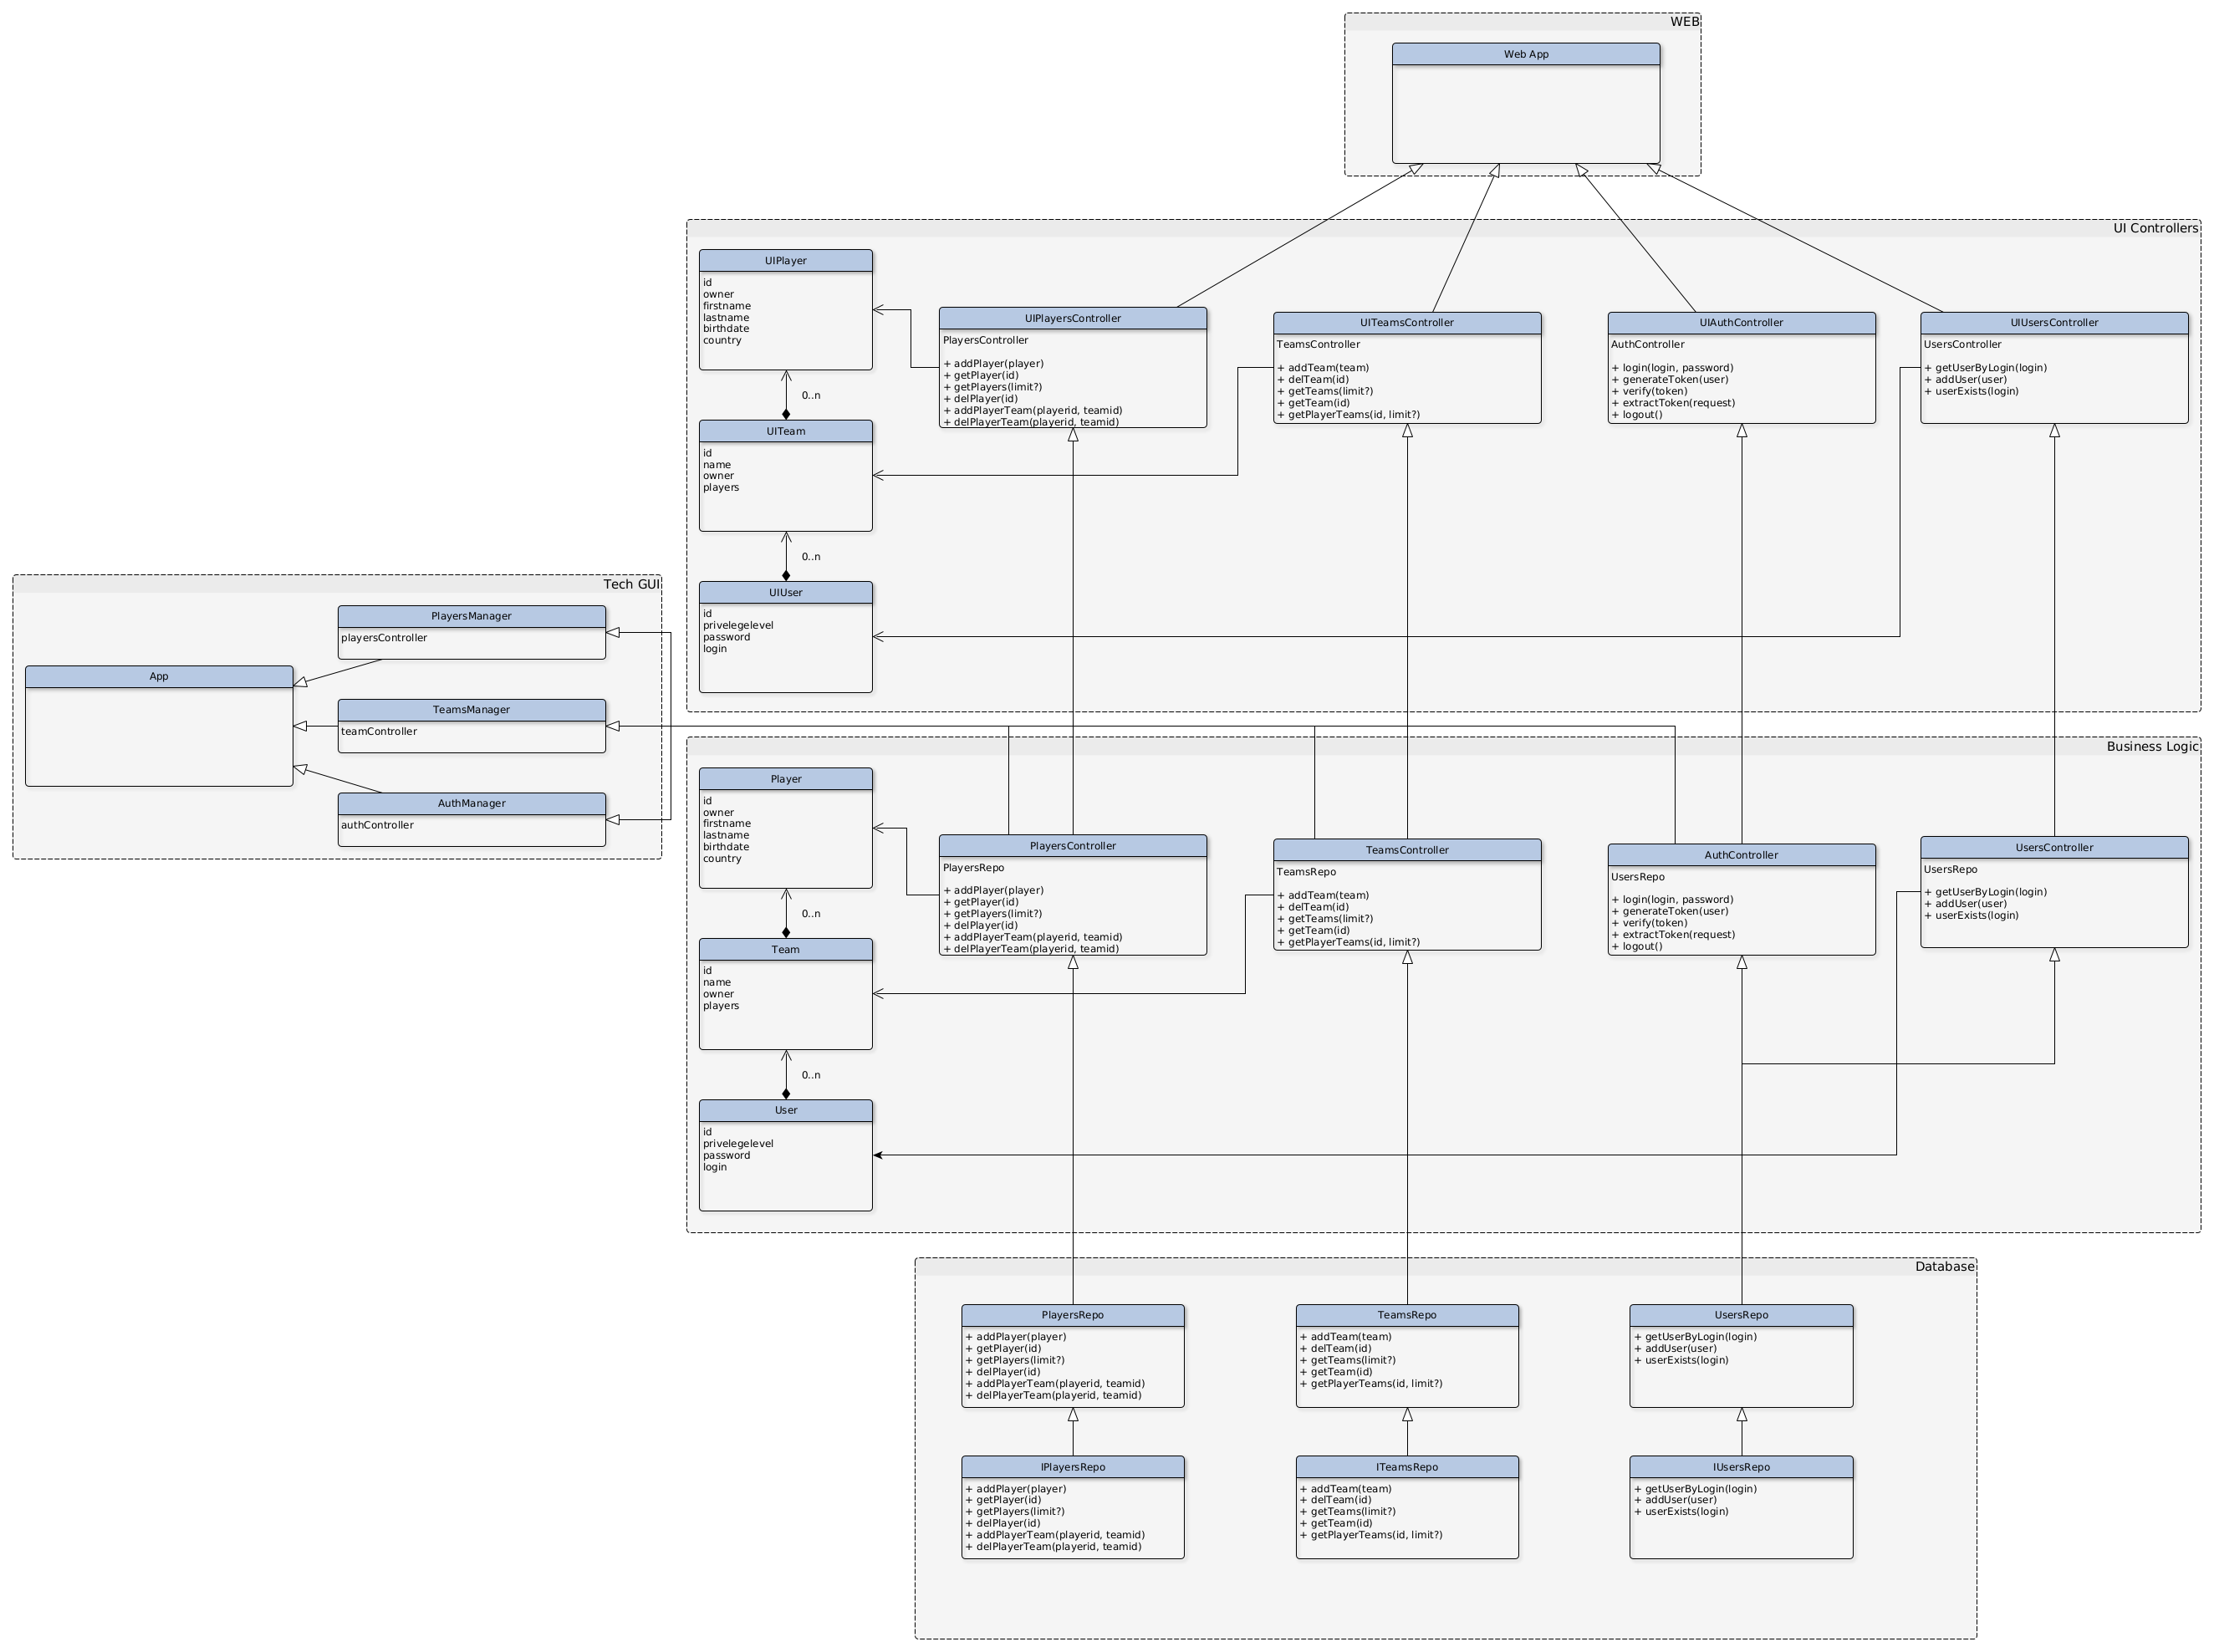 WEB
Web App
UI Controllers
UIPlayer
id
owner
firstname
lastname
birthdate
country
0..n
UITeam
id
name
owner
players
0..n
UIUser
id
privelegelevel
password
login
UIPlayersController
PlayersController
+ addPlayer(player)
+ getPlayer(id)
+ getPlayers(limit?)
+ delPlayer(id)
+ addPlayerTeam(playerid, teamid)
+ delPlayerTeam(playerid, teamid)
UITeamsController
TeamsController
+ addTeam(team)
+ delTeam(id)
+ getTeams(limit?)
+ getTeam(id)
+ getPlayerTeams(id, limit?)
UIAuthController
AuthController
+ login(login, password)
+ generateToken(user)
+ verify(token)
+ extractToken(request)
+ logout()
UIUsersController
UsersController
+ getUserByLogin(login)
+ addUser(user)
+ userExists(login)
Tech GUI
App
PlayersManager
playersController
TeamsManager
teamController
AuthManager
authController
Business Logic
Player
id
owner
firstname
lastname
birthdate
country
0..n
Team
id
name
owner
players
0..n
User
id
privelegelevel
password
login
PlayersController
PlayersRepo
+ addPlayer(player)
+ getPlayer(id)
+ getPlayers(limit?)
+ delPlayer(id)
+ addPlayerTeam(playerid, teamid)
+ delPlayerTeam(playerid, teamid)
TeamsController
TeamsRepo
+ addTeam(team)
+ delTeam(id)
+ getTeams(limit?)
+ getTeam(id)
+ getPlayerTeams(id, limit?)
AuthController
UsersRepo
+ login(login, password)
+ generateToken(user)
+ verify(token)
+ extractToken(request)
+ logout()
UsersController
UsersRepo
+ getUserByLogin(login)
+ addUser(user)
+ userExists(login)
Database
PlayersRepo
+ addPlayer(player)
+ getPlayer(id)
+ getPlayers(limit?)
+ delPlayer(id)
+ addPlayerTeam(playerid, teamid)
+ delPlayerTeam(playerid, teamid)
TeamsRepo
+ addTeam(team)
+ delTeam(id)
+ getTeams(limit?)
+ getTeam(id)
+ getPlayerTeams(id, limit?)
UsersRepo
+ getUserByLogin(login)
+ addUser(user)
+ userExists(login)
IPlayersRepo
+ addPlayer(player)
+ getPlayer(id)
+ getPlayers(limit?)
+ delPlayer(id)
+ addPlayerTeam(playerid, teamid)
+ delPlayerTeam(playerid, teamid)
ITeamsRepo
+ addTeam(team)
+ delTeam(id)
+ getTeams(limit?)
+ getTeam(id)
+ getPlayerTeams(id, limit?)
IUsersRepo
+ getUserByLogin(login)
+ addUser(user)
+ userExists(login)